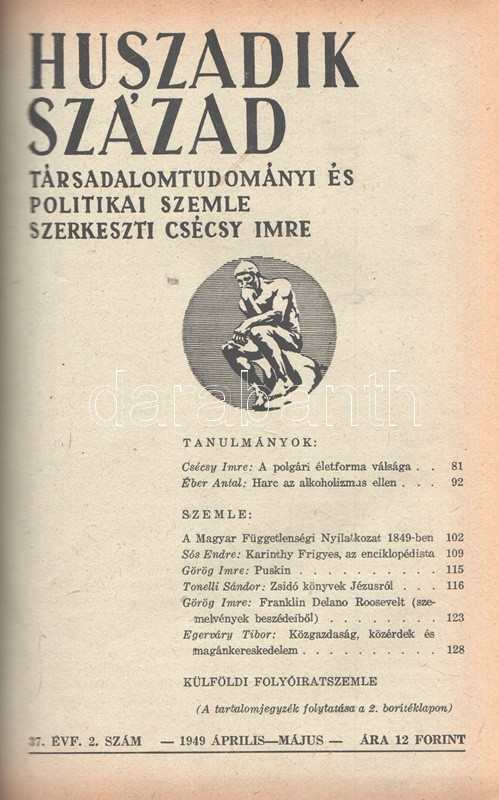 HUSZADIK
SZÁZAD
TÁRSADALOMTUDOMÁNYI ÉS
POLITIKAI SZEMLE
SZERKESZTI CSÉCSY IMRE
darabanth
TANULMÁNYOK:
Csécsy Imre: A polgári életforma válsága . . 81
Éber Antal: Harc az alkoholizmus ellen . . . 92
SZEMLE:
A Magyar Függetlenségi Nyilatkozat 1849-ben 102
Sós Endre: Karinthy Frigyes, az enciklopédista 109
Görög Imre: Puskin . . . . . . . . . . . 115
Tonelli Sándor: Zsidó könyvek Jézusról . . . 116
Görög Imre: Franklin Delano Roosevelt (sze-
melvények beszédeiből) . . . . . . . . 123
Egerváry Tibor: Közgazdaság, közérdek és
magánkereskedelem . . . . . . . . . . 128
KÜLFÖLDI FOLYÓIRATSZEMLE
(A tartalomjegyzék folytatása a 2. borítéklapon)
37. ÉVF. 2. SZÁM — 1949 ÁPRILIS—MÁJUS — ÁRA 12 FORINT